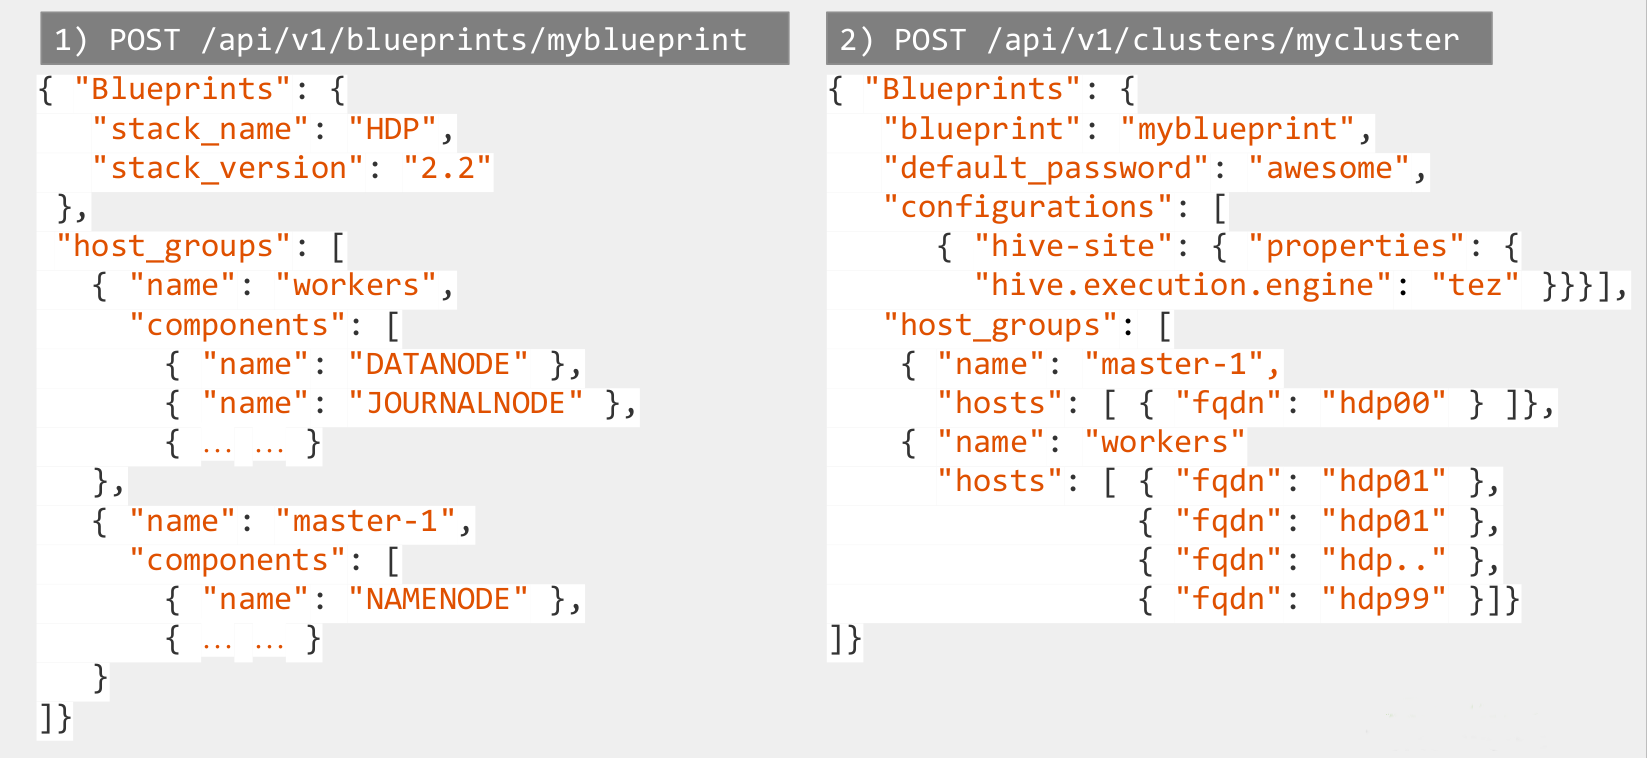 1) POST /api/v1/blueprints/myblueprint
{ "Blueprints": {
"stack_name": "HDP",
"stack_version": "2.2"
},
"host_groups": [
{ "name": "workers",
"components": [
{ "name": "DATANODE" },
{ "name": "JOURNALNODE" },
{ ... ... }
},
{ "name": "master-1",
"components": [
{ "name": "NAMENODE" },
{ ... ... }
}
]}
2) POST /api/v1/clusters/mycluster
{ "Blueprints": {
"blueprint": "myblueprint",
"default_password": "awesome",
"configurations": [
{ "hive-site": { "properties": {
"hive.execution.engine": "tez" }}}],
"host_groups": [
{ "name": "master-1",
"hosts": [ { "fqdn": "hdp00" } ]},
{ "name": "workers"
"hosts": [ { "fqdn": "hdp01" },
{ "fqdn": "hdp01" },
{ "fqdn": "hdp.." },
{ "fqdn": "hdp99" }]}
]}